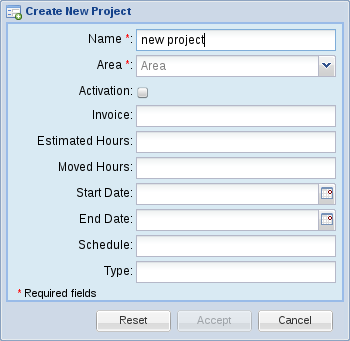 Create New Project
Name *: new project
Area *: Area
Activation:
Invoice:
Estimated Hours:
Moved Hours:
Start Date:
End Date:
Schedule:
Type:
* Required fields
Reset Accept Cancel